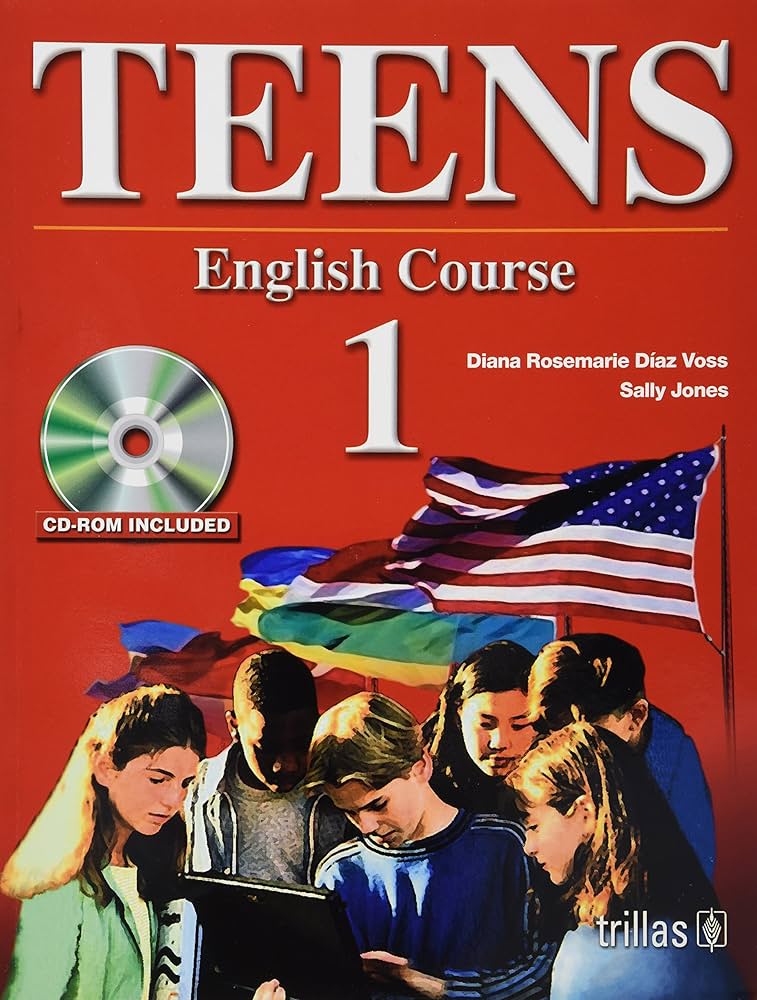 TEENS
English Course
1
Diana Rosemarie Díaz Voss
Sally Jones
CD-ROM INCLUDED
trillas